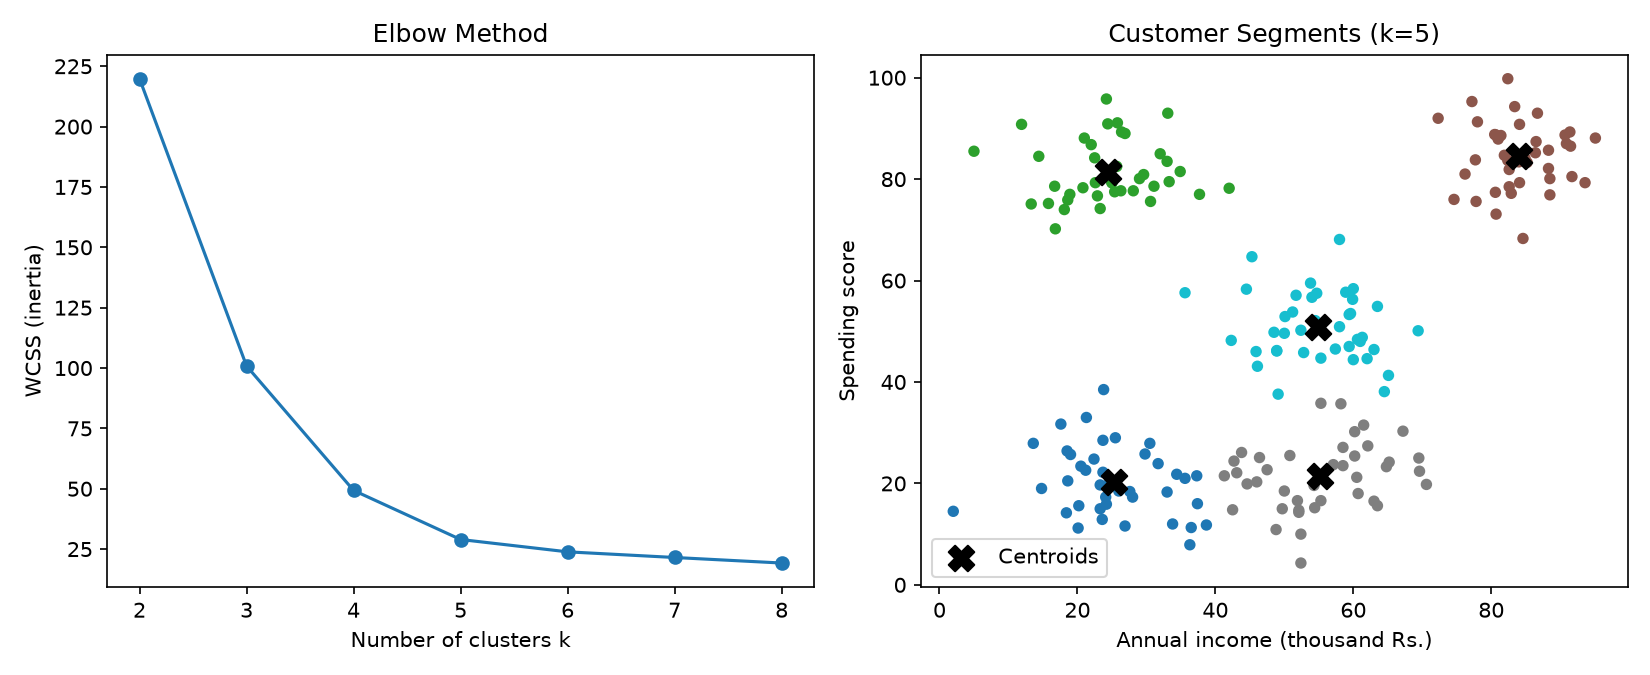 Elbow Method
225
200
175
150
125
100
75
50
25
WCSS (inertia)
2 3 4 5 6 7 8
Number of clusters k
Customer Segments (k=5)
100
80
60
40
20
0
Spending score
Centroids
0 20 40 60 80
Annual income (thousand Rs.)